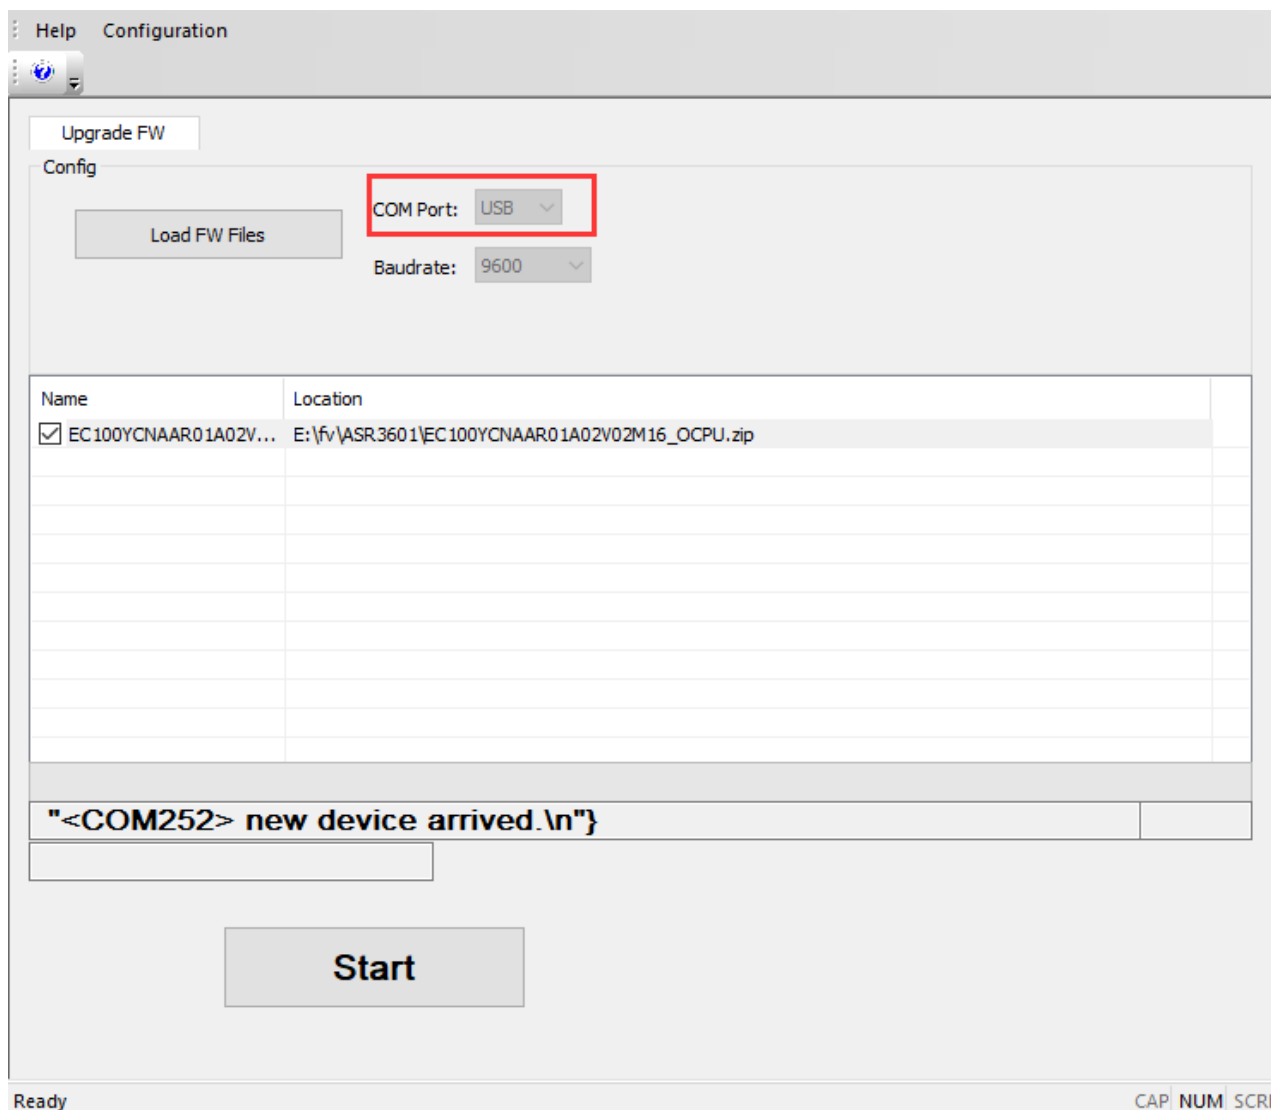 Help Configuration
Upgrade FW
Config
COM Port: USB
Load FW Files
Baudrate: 9600
Name Location
EC100YCNAAR01A02V... E:\fv\ASR3601\EC100YCNAAR01A02V02M16_OCPU.zip
"<COM252> new device arrived.\n"}
Start
Ready CAP NUM SCRI